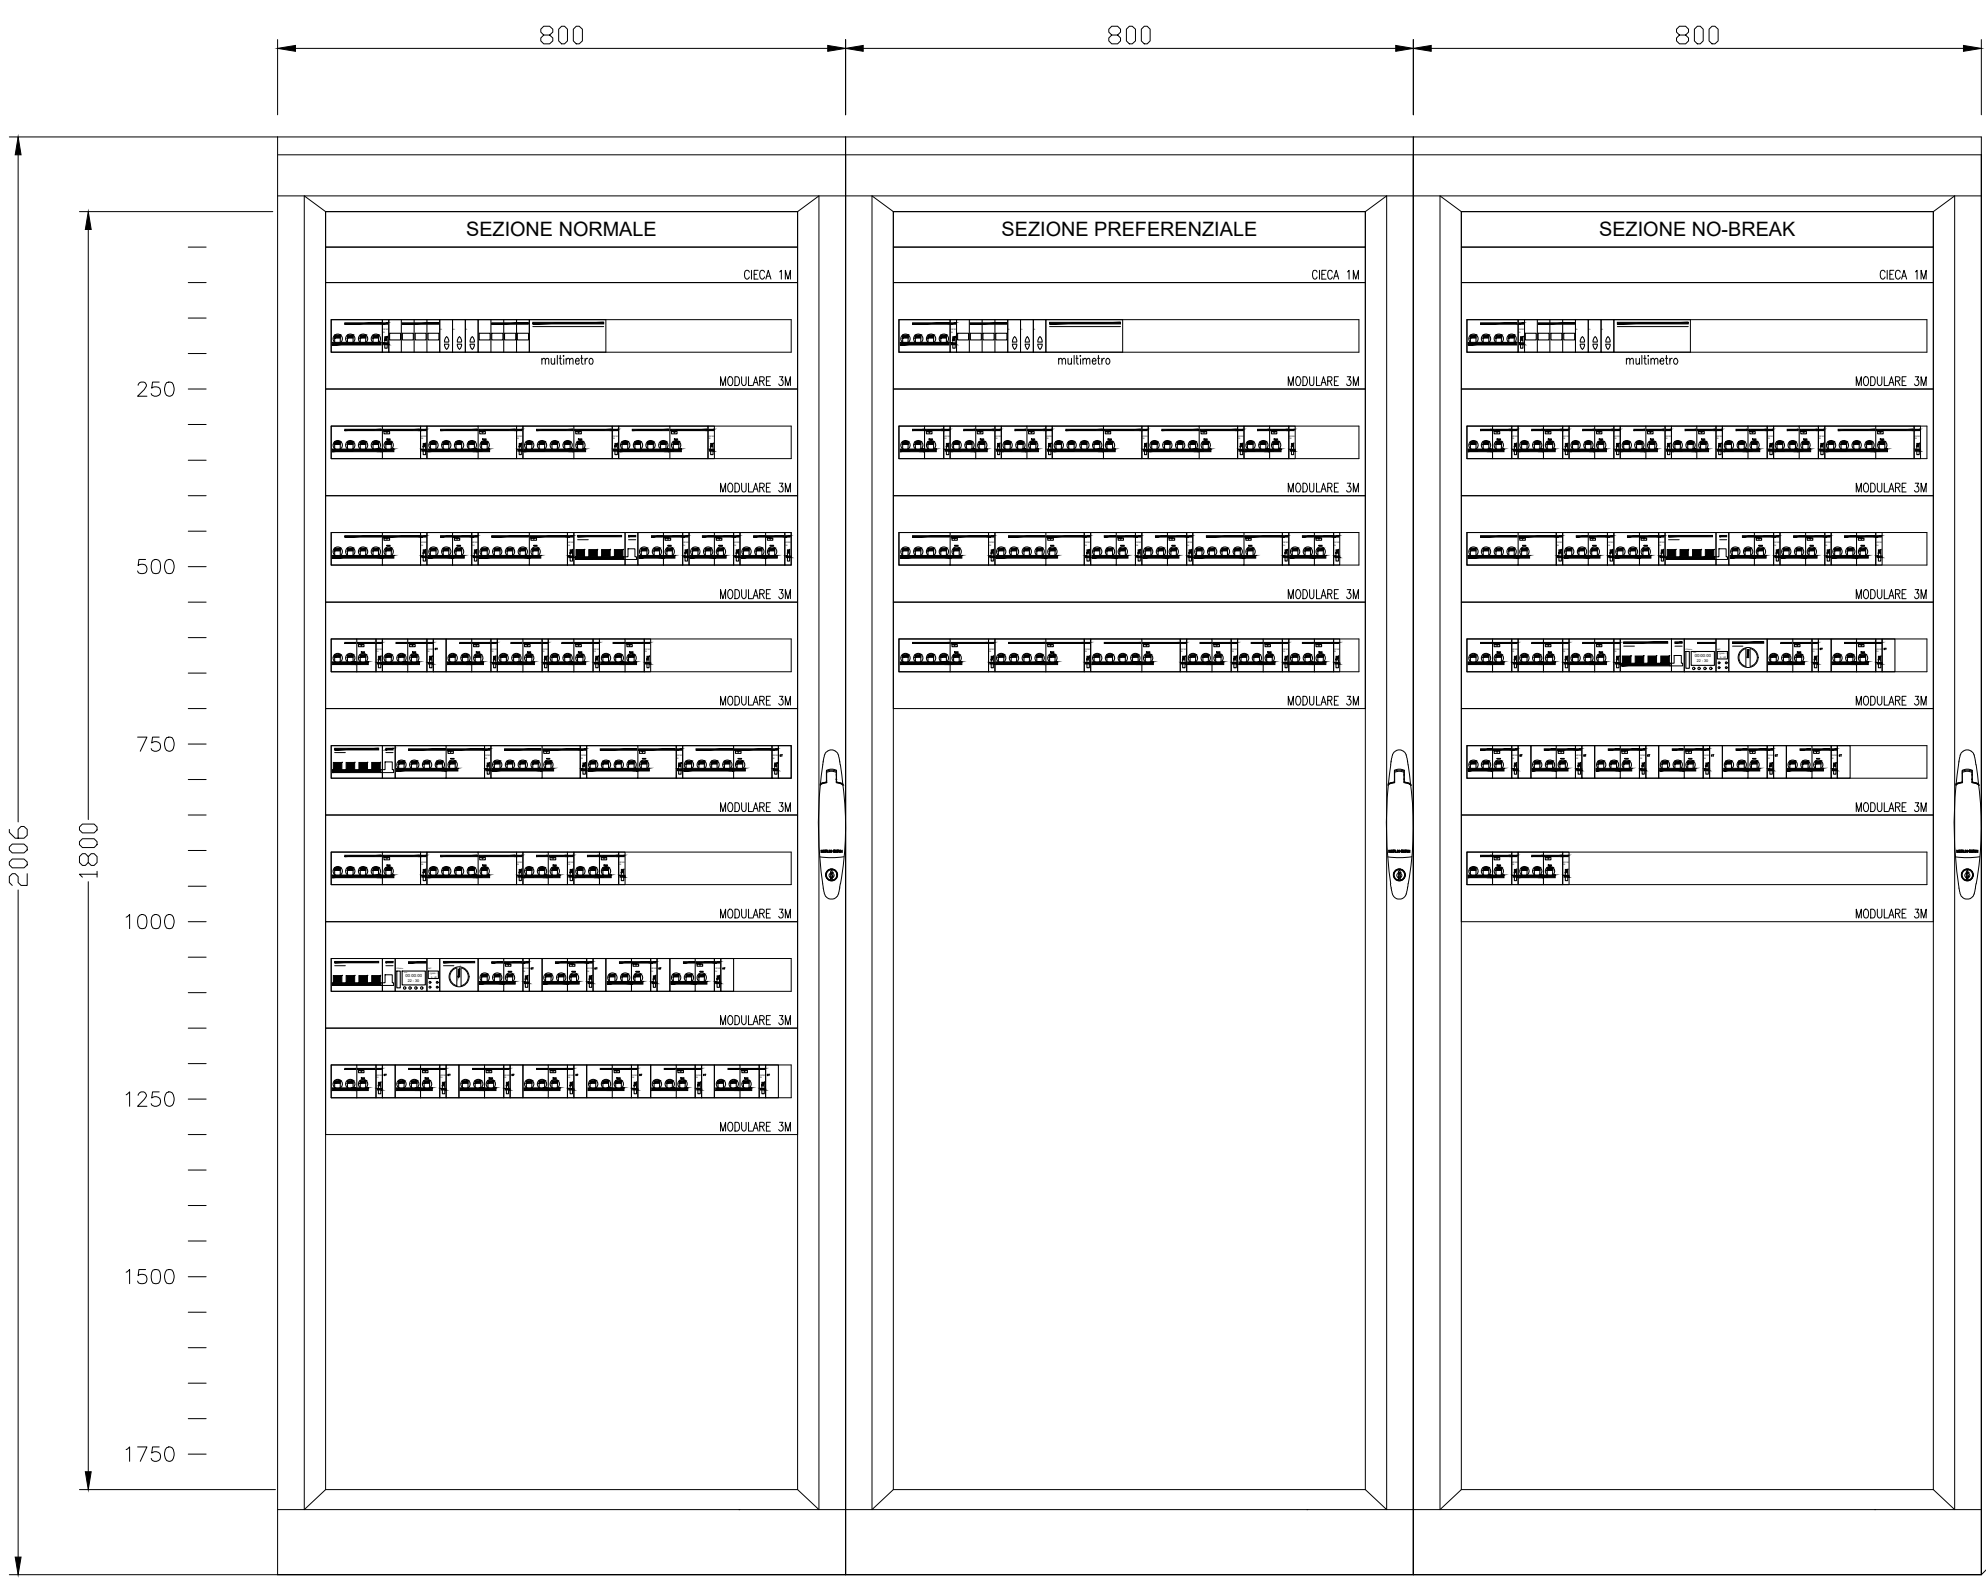 800 800 800
SEZIONE NORMALE SEZIONE PREFERENZIALE SEZIONE NO-BREAK
CIECA 1M CIECA 1M CIECA 1M
multimetro multimetro multimetro
250 MODULARE 3M MODULARE 3M MODULARE 3M
MODULARE 3M MODULARE 3M MODULARE 3M
500
MODULARE 3M MODULARE 3M MODULARE 3M
MODULARE 3M MODULARE 3M MODULARE 3M
750
MODULARE 3M MODULARE 3M
2006
1800
1000 MODULARE 3M MODULARE 3M
MODULARE 3M
1250
MODULARE 3M
1500
1750